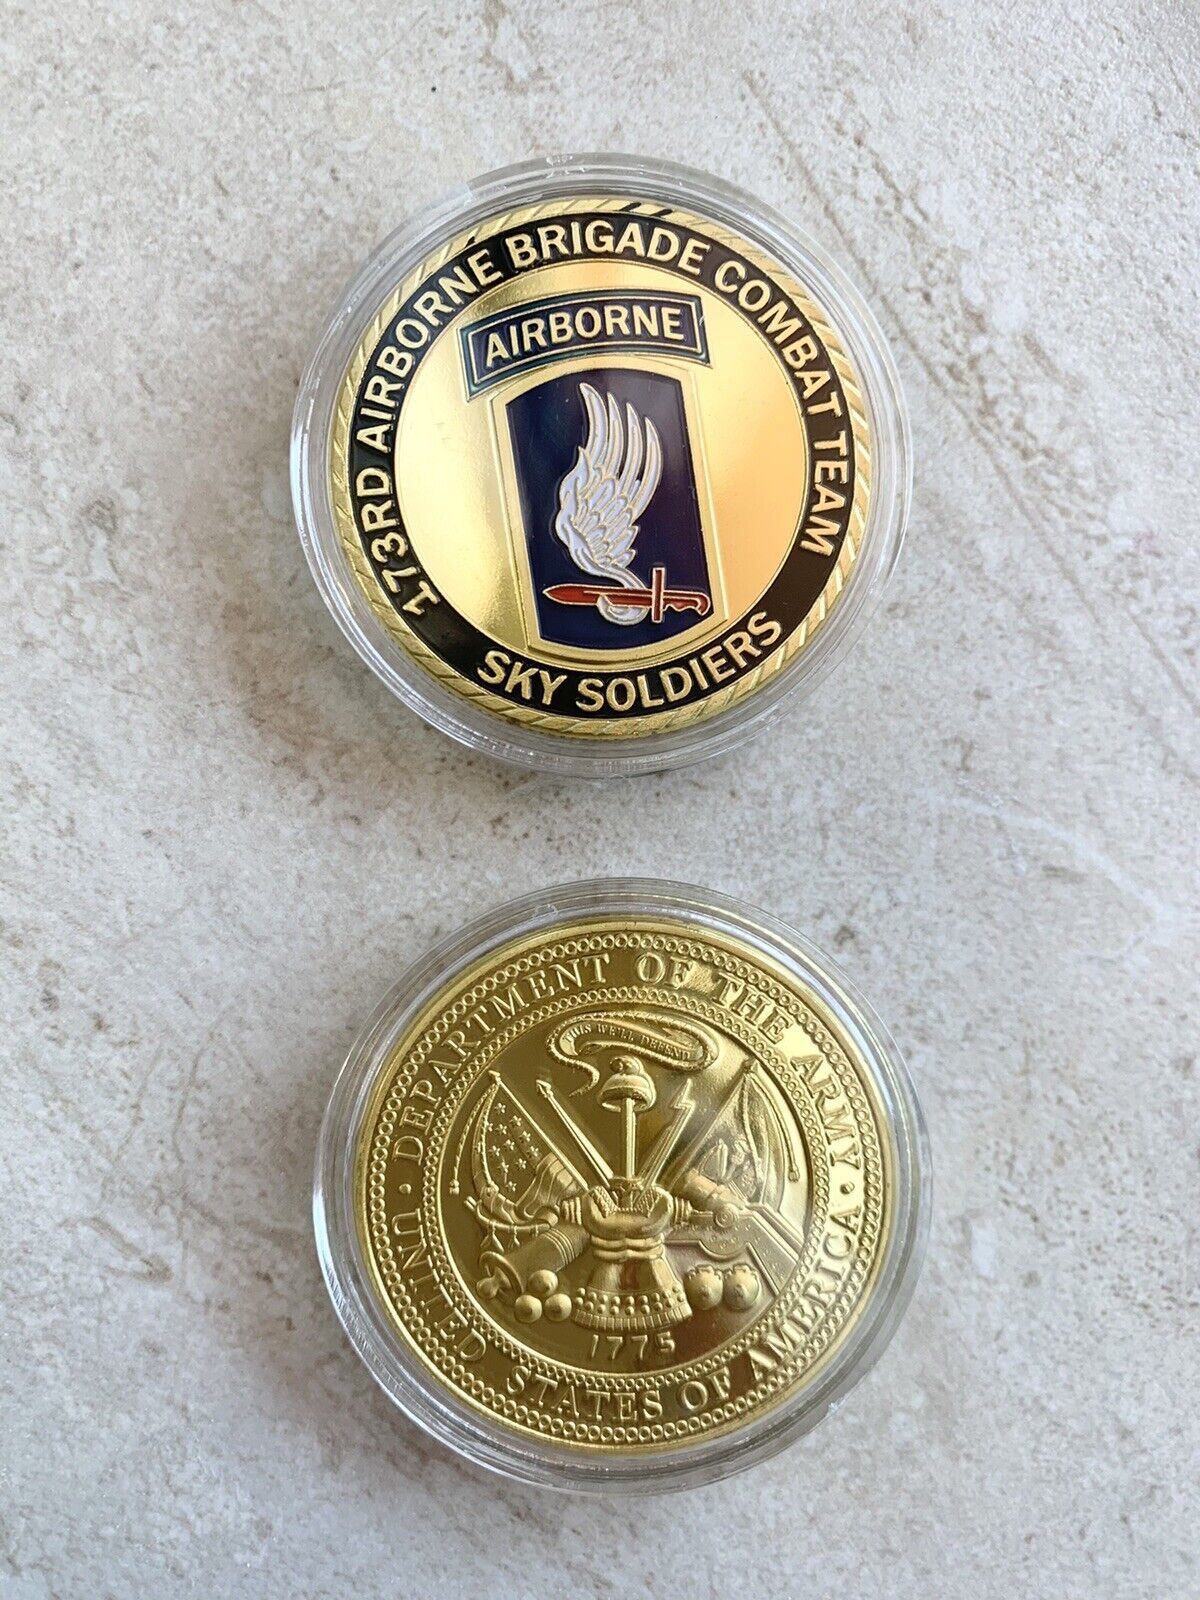 173RD AIRBORNE BRIGADE COMBAT TEAM
AIRBORNE
SKY SOLDIERS
DEPARTMENT OF THE ARMY
THIS WE'LL DEFEND
1775
· UNITED STATES OF AMERICA ·